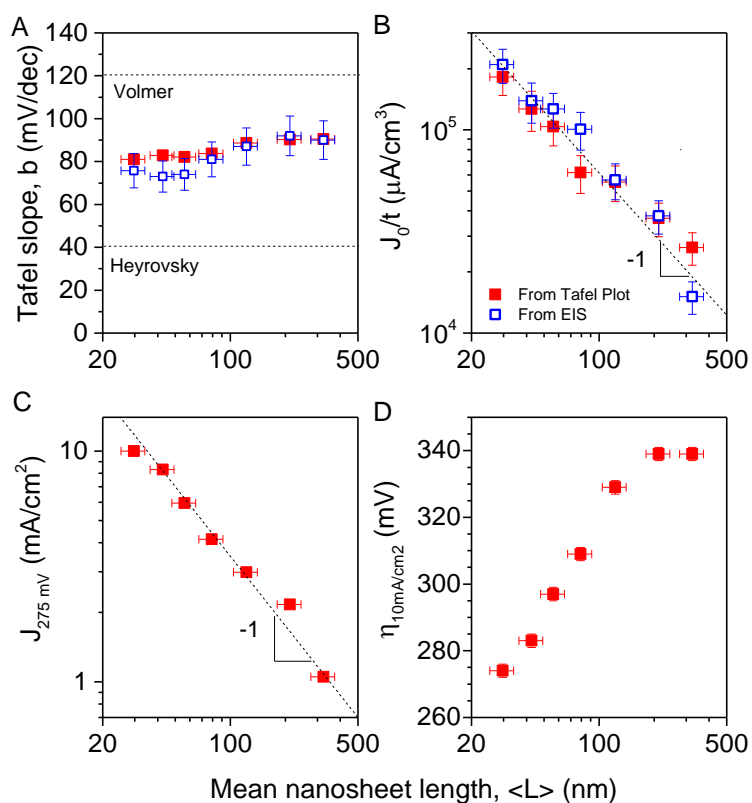 A
Tafel slope, b (mV/dec)
140
120
100
80
60
40
20
0
Volmer
Heyrovsky
20
100
500
B
J0/t (μA/cm3)
10^5
10^4
-1
From Tafel Plot
From EIS
20
100
500
C
J275 mV (mA/cm2)
10
1
-1
20
100
500
D
η10mA/cm2 (mV)
340
320
300
280
260
20
100
500
Mean nanosheet length, <L> (nm)